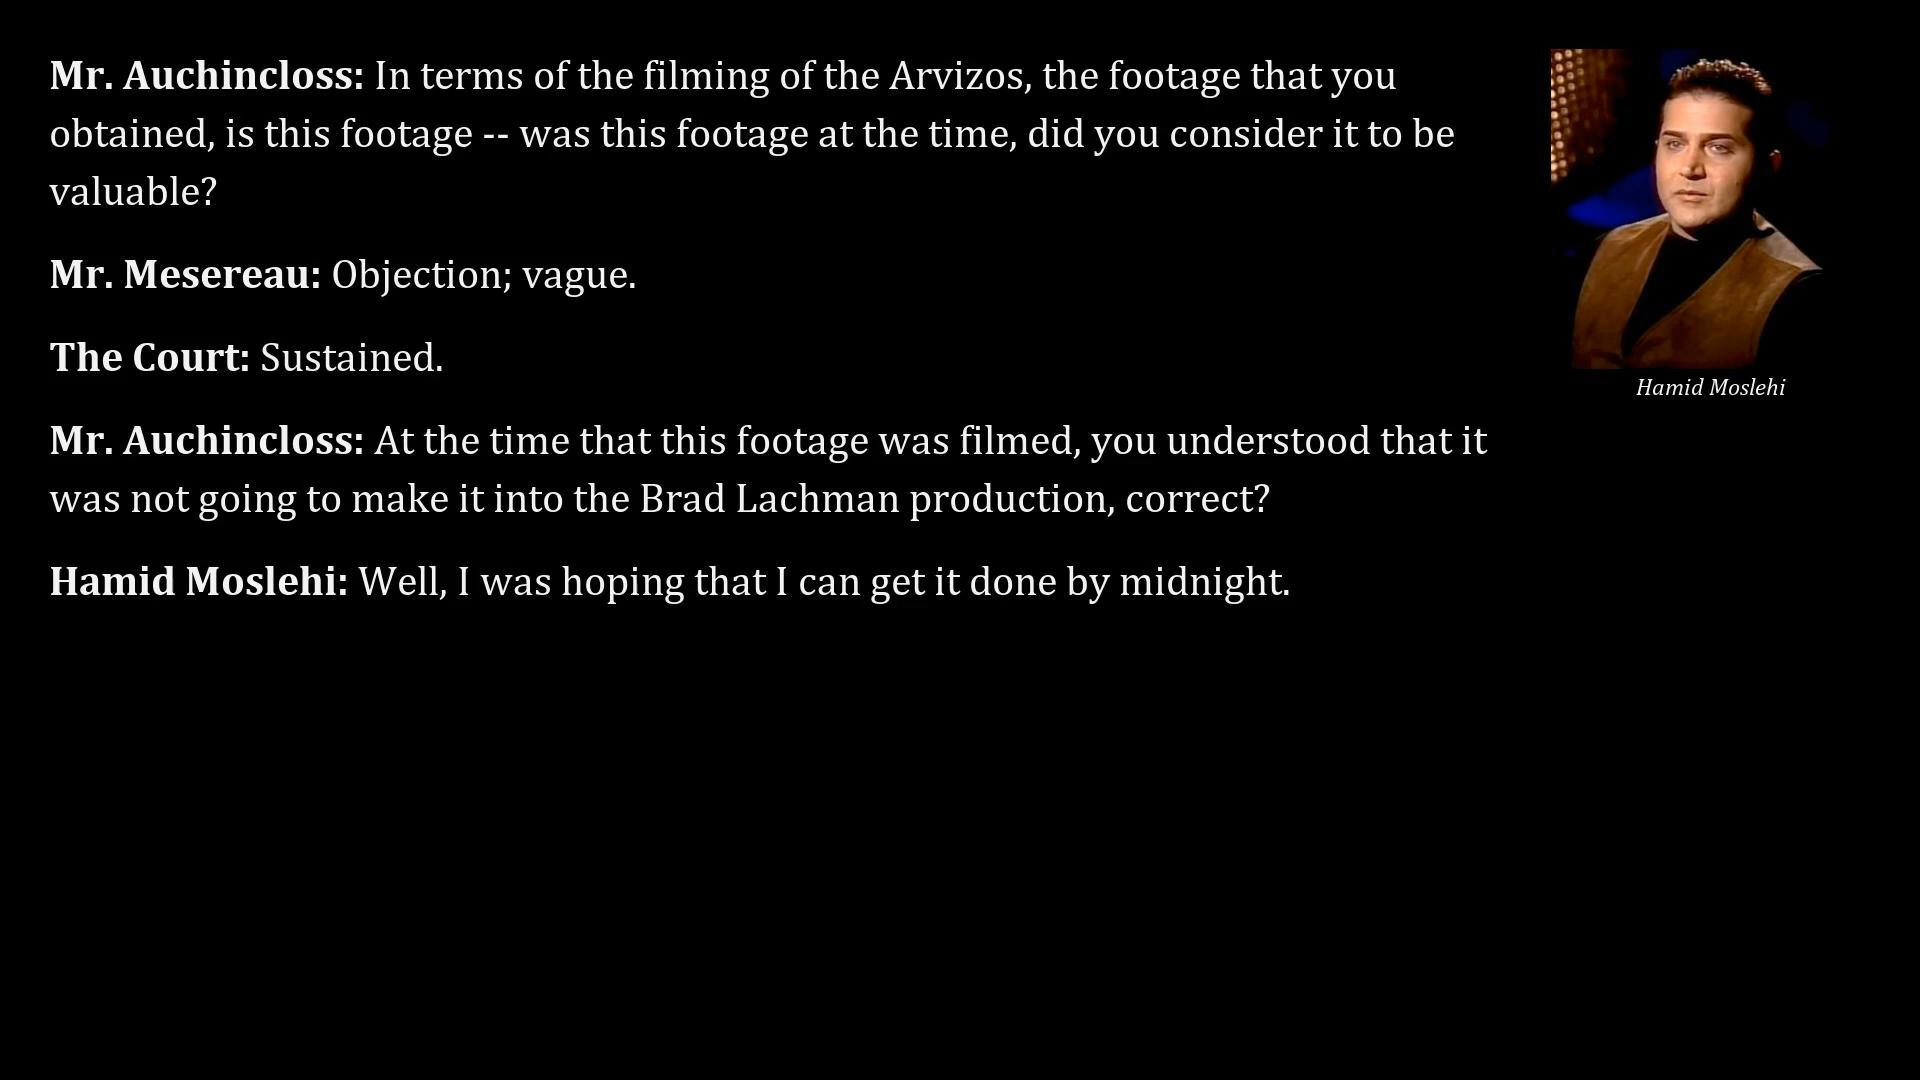 Mr. Auchincloss: In terms of the filming of the Arvizos, the footage that you
obtained, is this footage -- was this footage at the time, did you consider it to be
valuable?
Mr. Mesereau: Objection; vague.
The Court: Sustained.
Mr. Auchincloss: At the time that this footage was filmed, you understood that it
was not going to make it into the Brad Lachman production, correct?
Hamid Moslehi: Well, I was hoping that I can get it done by midnight.
Hamid Moslehi